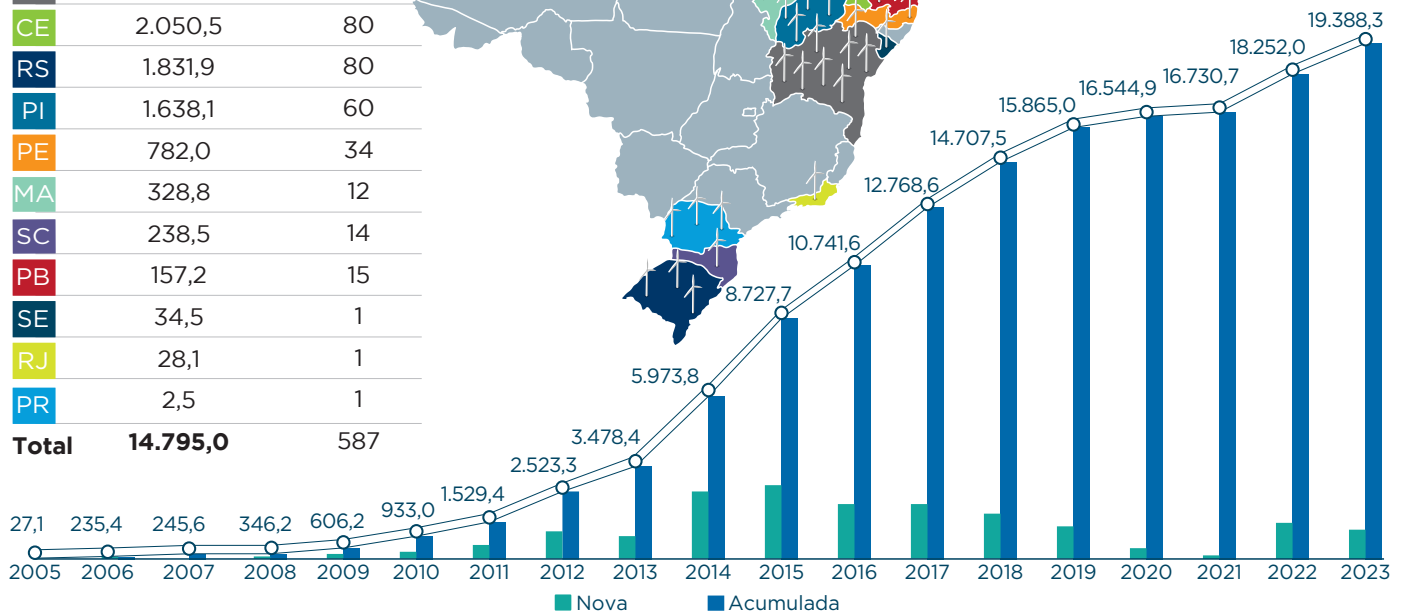 CE 2.050,5 80
RS 1.831,9 80
PI 1.638,1 60
PE 782,0 34
MA 328,8 12
SC 238,5 14
PB 157,2 15
SE 34,5 1
RJ 28,1 1
PR 2,5 1
Total 14.795,0 587
27,1 235,4 245,6 346,2 606,2 933,0 1.529,4 2.523,3 3.478,4 5.973,8 8.727,7 10.741,6 12.768,6 14.707,5 15.865,0 16.544,9 16.730,7 18.252,0 19.388,3
2005 2006 2007 2008 2009 2010 2011 2012 2013 2014 2015 2016 2017 2018 2019 2020 2021 2022 2023
Nova Acumulada